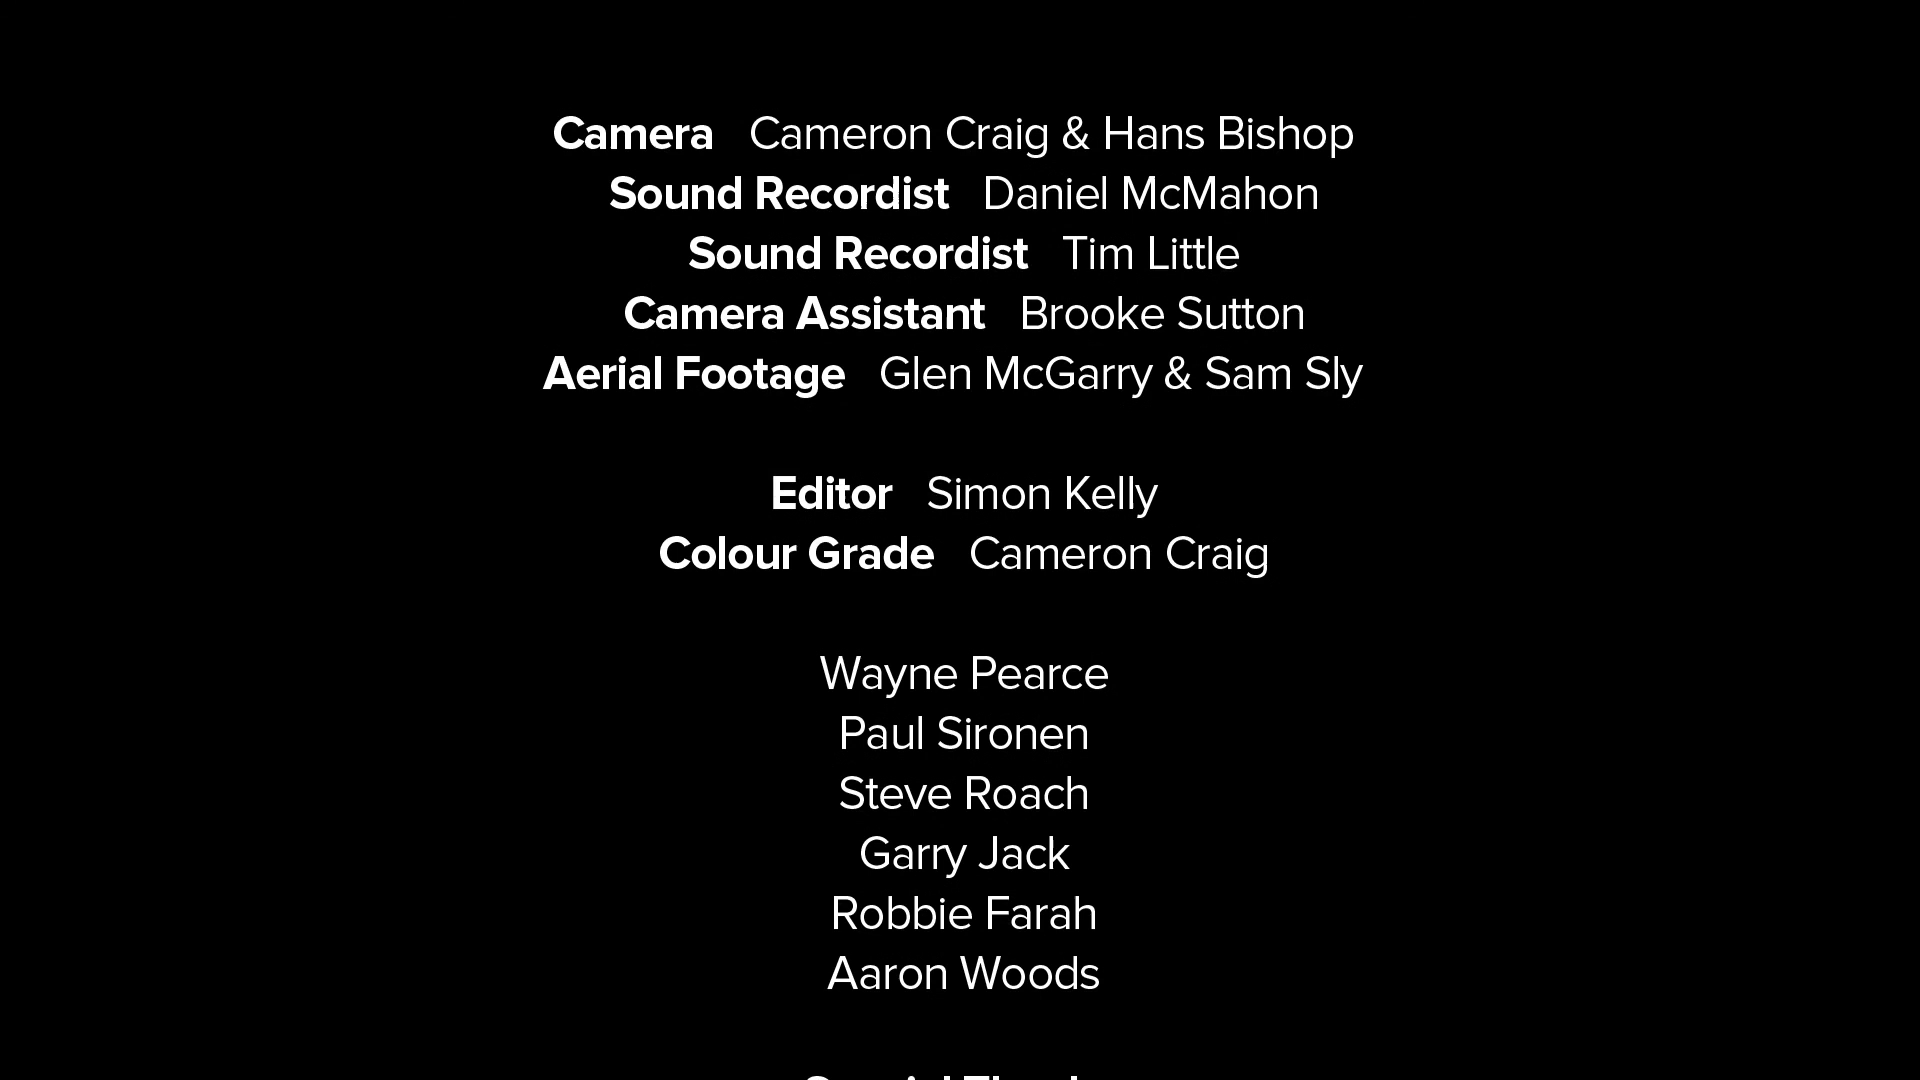 Camera Cameron Craig & Hans Bishop
Sound Recordist Daniel McMahon
Sound Recordist Tim Little
Camera Assistant Brooke Sutton
Aerial Footage Glen McGarry & Sam Sly
Editor Simon Kelly
Colour Grade Cameron Craig
Wayne Pearce
Paul Sironen
Steve Roach
Garry Jack
Robbie Farah
Aaron Woods